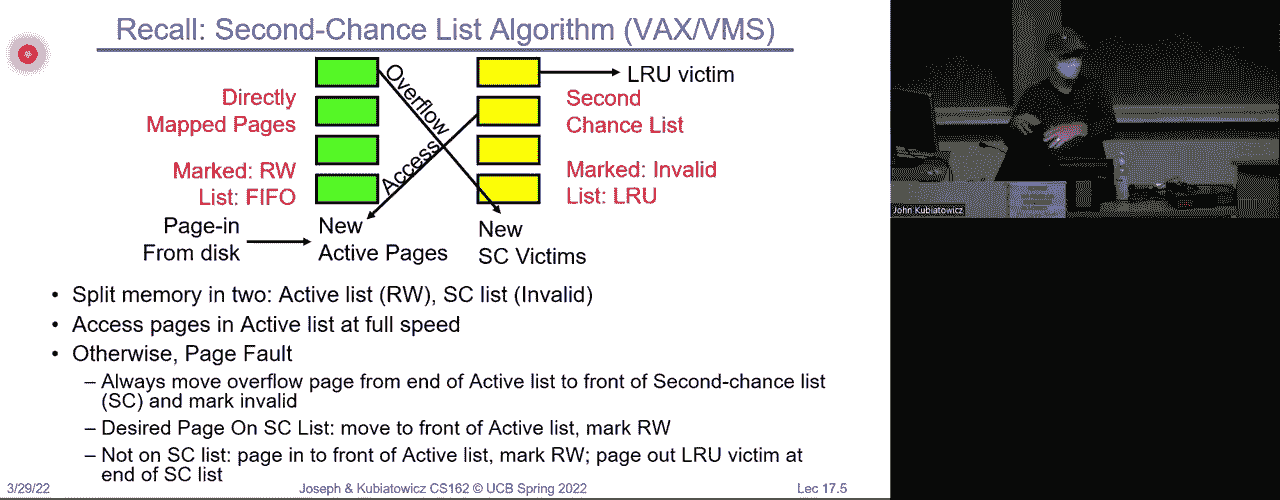 Recall: Second-Chance List Algorithm (VAX/VMS)
Directly
Mapped Pages
Marked: RW
List: FIFO
Page-in
From disk
Overflow
Access
New
Active Pages
LRU victim
Second
Chance List
Marked: Invalid
List: LRU
New
SC Victims
• Split memory in two: Active list (RW), SC list (Invalid)
• Access pages in Active list at full speed
• Otherwise, Page Fault
– Always move overflow page from end of Active list to front of Second-chance list
(SC) and mark invalid
– Desired Page On SC List: move to front of Active list, mark RW
– Not on SC list: page in to front of Active list, mark RW; page out LRU victim at
end of SC list
3/29/22
Joseph & Kubiatowicz CS162 © UCB Spring 2022
Lec 17.5
John Kubiatowicz